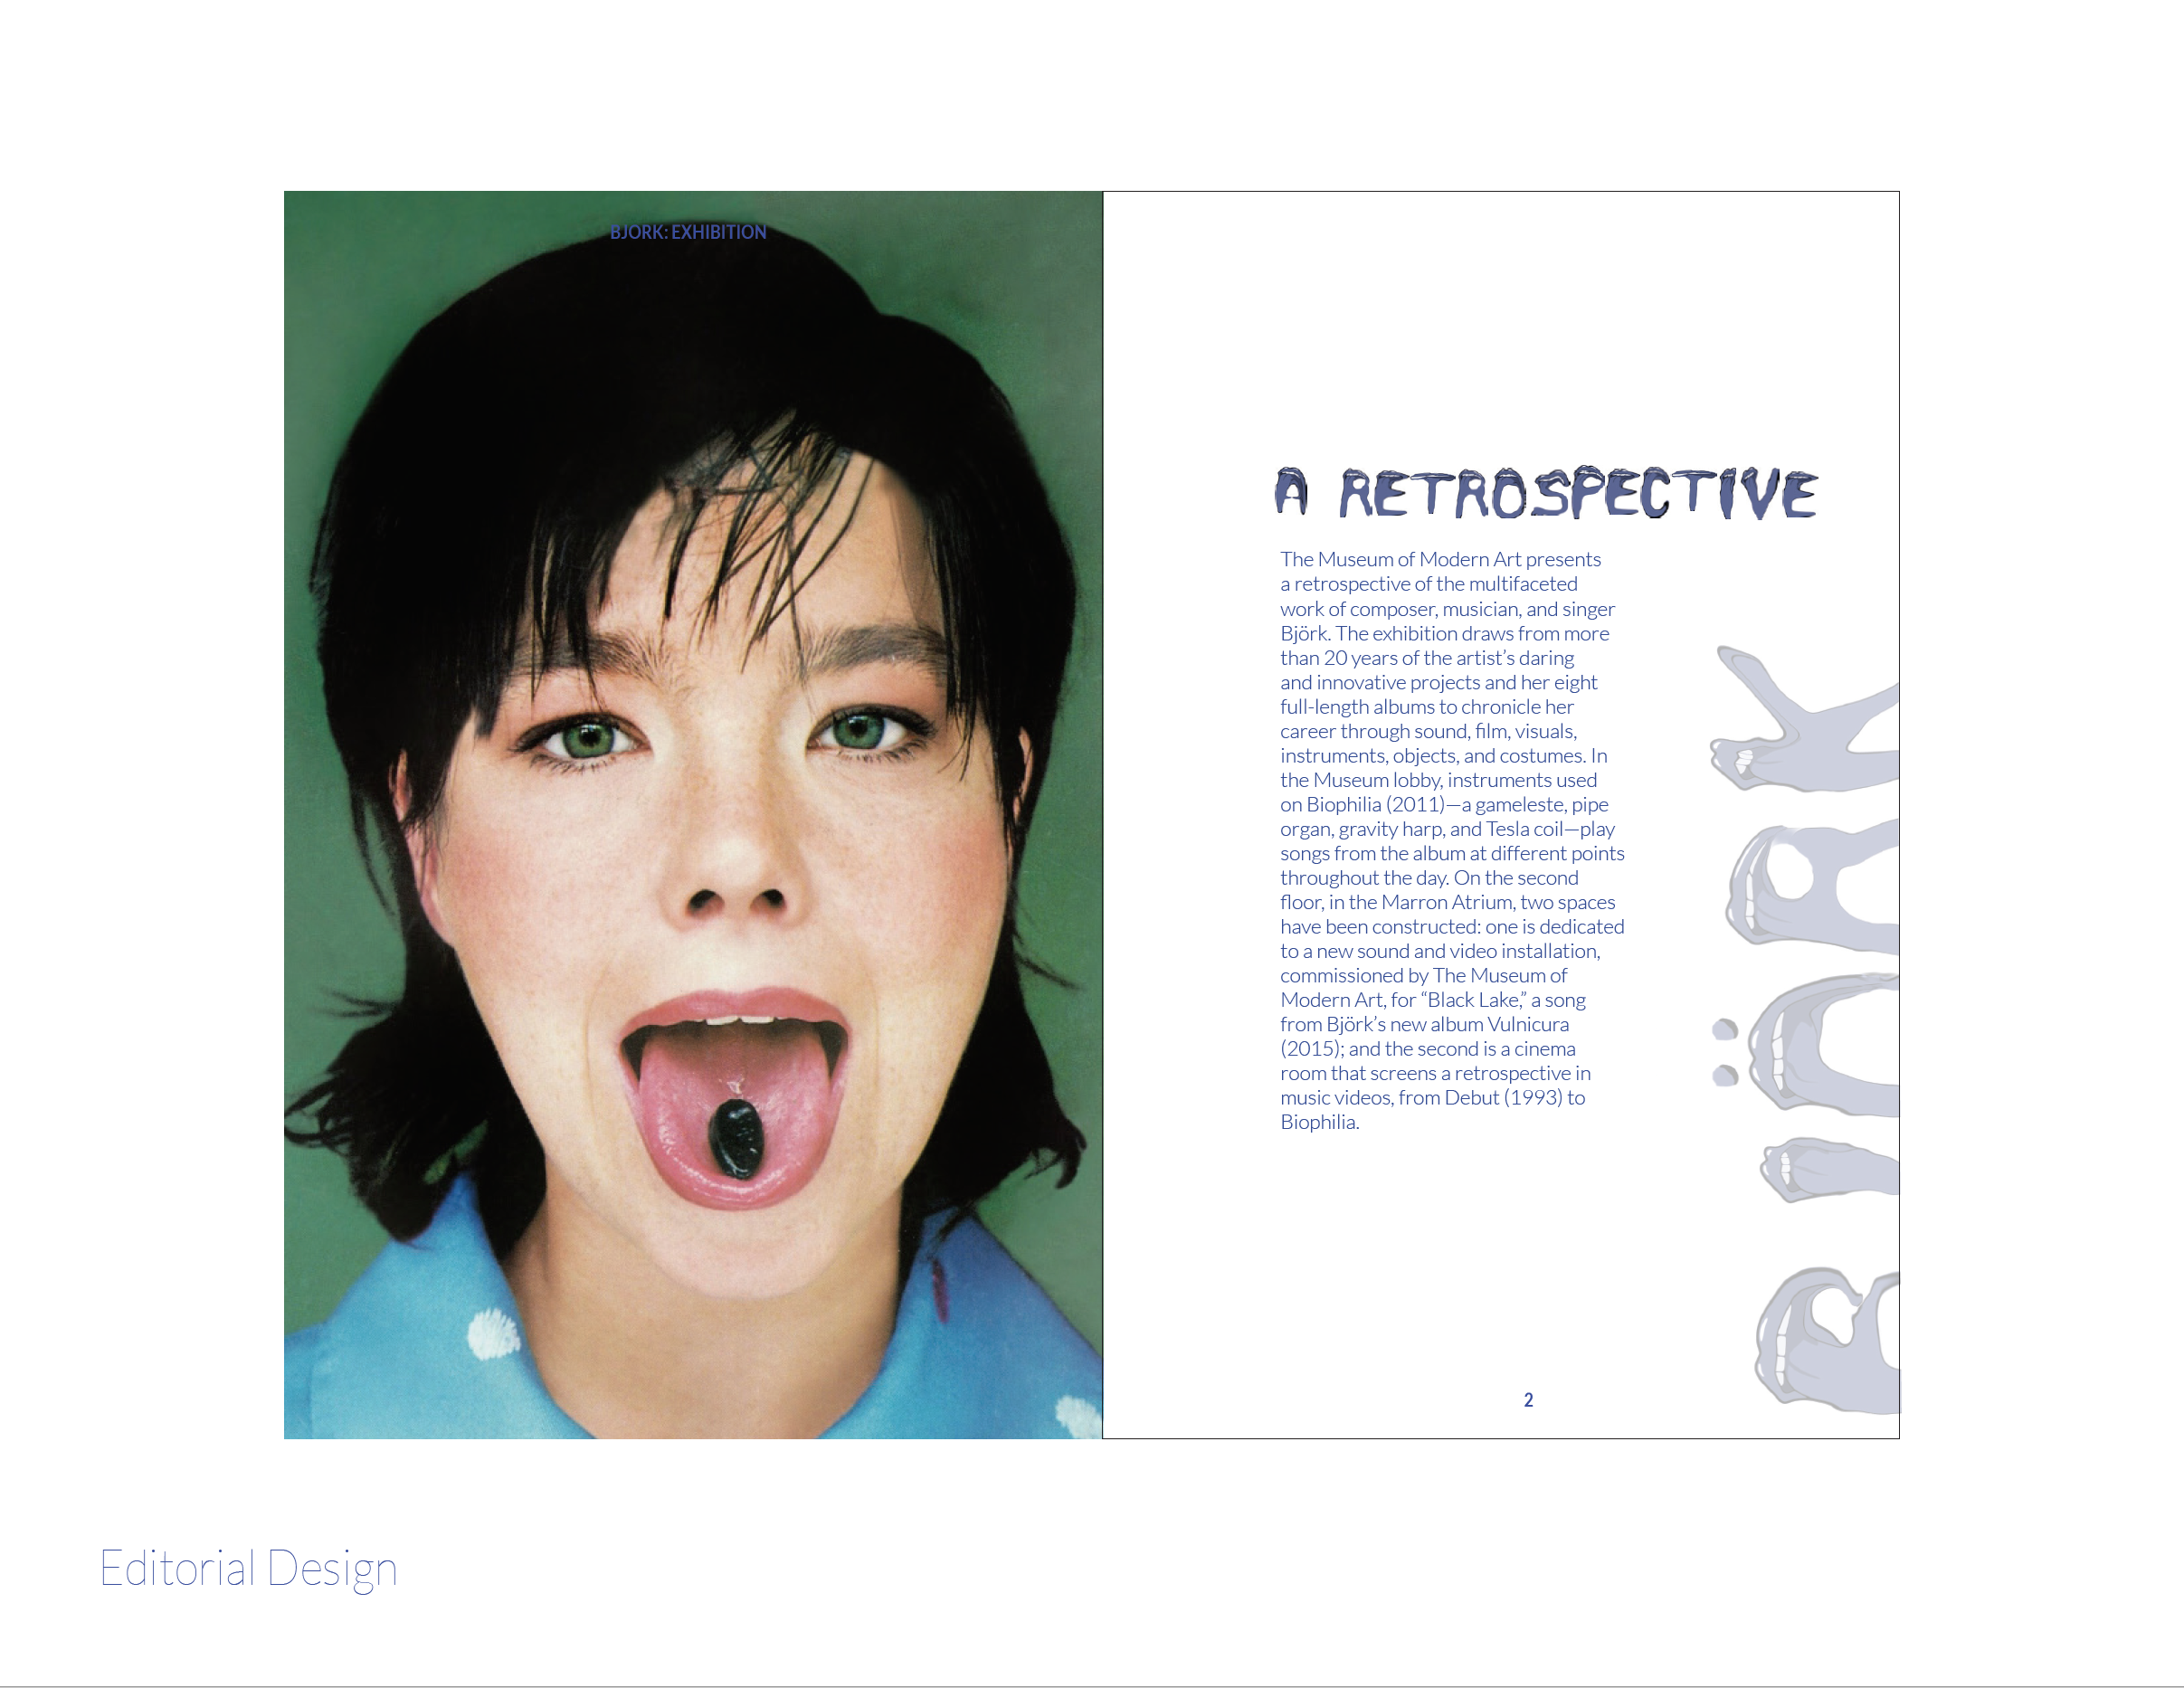 BJORK: EXHIBITION
A RETROSPECTIVE
The Museum of Modern Art presents
a retrospective of the multifaceted
work of composer, musician, and singer
Björk. The exhibition draws from more
than 20 years of the artist’s daring
and innovative projects and her eight
full-length albums to chronicle her
career through sound, film, visuals,
instruments, objects, and costumes. In
the Museum lobby, instruments used
on Biophilia (2011)—a gameleste, pipe
organ, gravity harp, and Tesla coil—play
songs from the album at different points
throughout the day. On the second
floor, in the Marron Atrium, two spaces
have been constructed: one is dedicated
to a new sound and video installation,
commissioned by The Museum of
Modern Art, for “Black Lake,” a song
from Björk’s new album Vulnicura
(2015); and the second is a cinema
room that screens a retrospective in
music videos, from Debut (1993) to
Biophilia.
BJÖRK
2
Editorial Design